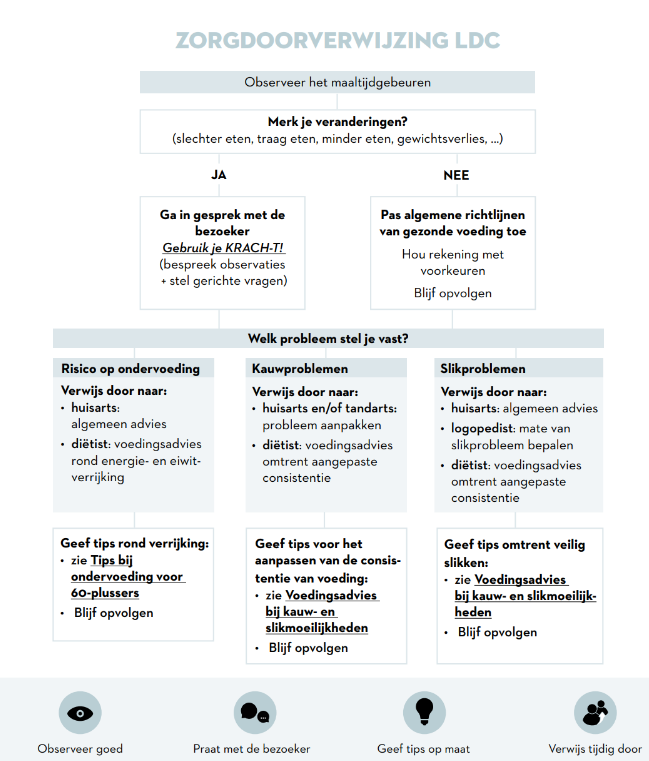 ZORGDOORVERWIJZING LDC
Observeer het maaltijdgebeuren
Merk je veranderingen?
(slechter eten, traag eten, minder eten, gewichtsverlies, ...)
JA
NEE
Ga in gesprek met de
bezoeker
Gebruik je KRACH-T!
(bespreek observaties
+ stel gerichte vragen)
Pas algemene richtlijnen
van gezonde voeding toe
Hou rekening met
voorkeuren
Blijf opvolgen
Welk probleem stel je vast?
Risico op ondervoeding
Verwijs door naar:
• huisarts:
algemeen advies
• diëtist: voedingsadvies
rond energie- en eiwit-
verrijking
Kauwproblemen
Verwijs door naar:
• huisarts en/of tandarts:
probleem aanpakken
• diëtist: voedingsadvies
omtrent aangepaste
consistentie
Slikproblemen
Verwijs door naar:
• huisarts: algemeen advies
• logopedist: mate van
slikprobleem bepalen
• diëtist: voedingsadvies
omtrent aangepaste
consistentie
Geef tips rond verrijking:
• zie Tips bij
ondervoeding voor
60-plussers
• Blijf opvolgen
Geef tips voor het
aanpassen van de consis-
tentie van voeding:
• zie Voedingsadvies
bij kauw- en
slikmoeilijkheden
• Blijf opvolgen
Geef tips omtrent veilig
slikken:
• zie Voedingsadvies
bij kauw- en slikmoeilijk-
heden
• Blijf opvolgen
Observeer goed
Praat met de bezoeker
Geef tips op maat
Verwijs tijdig door